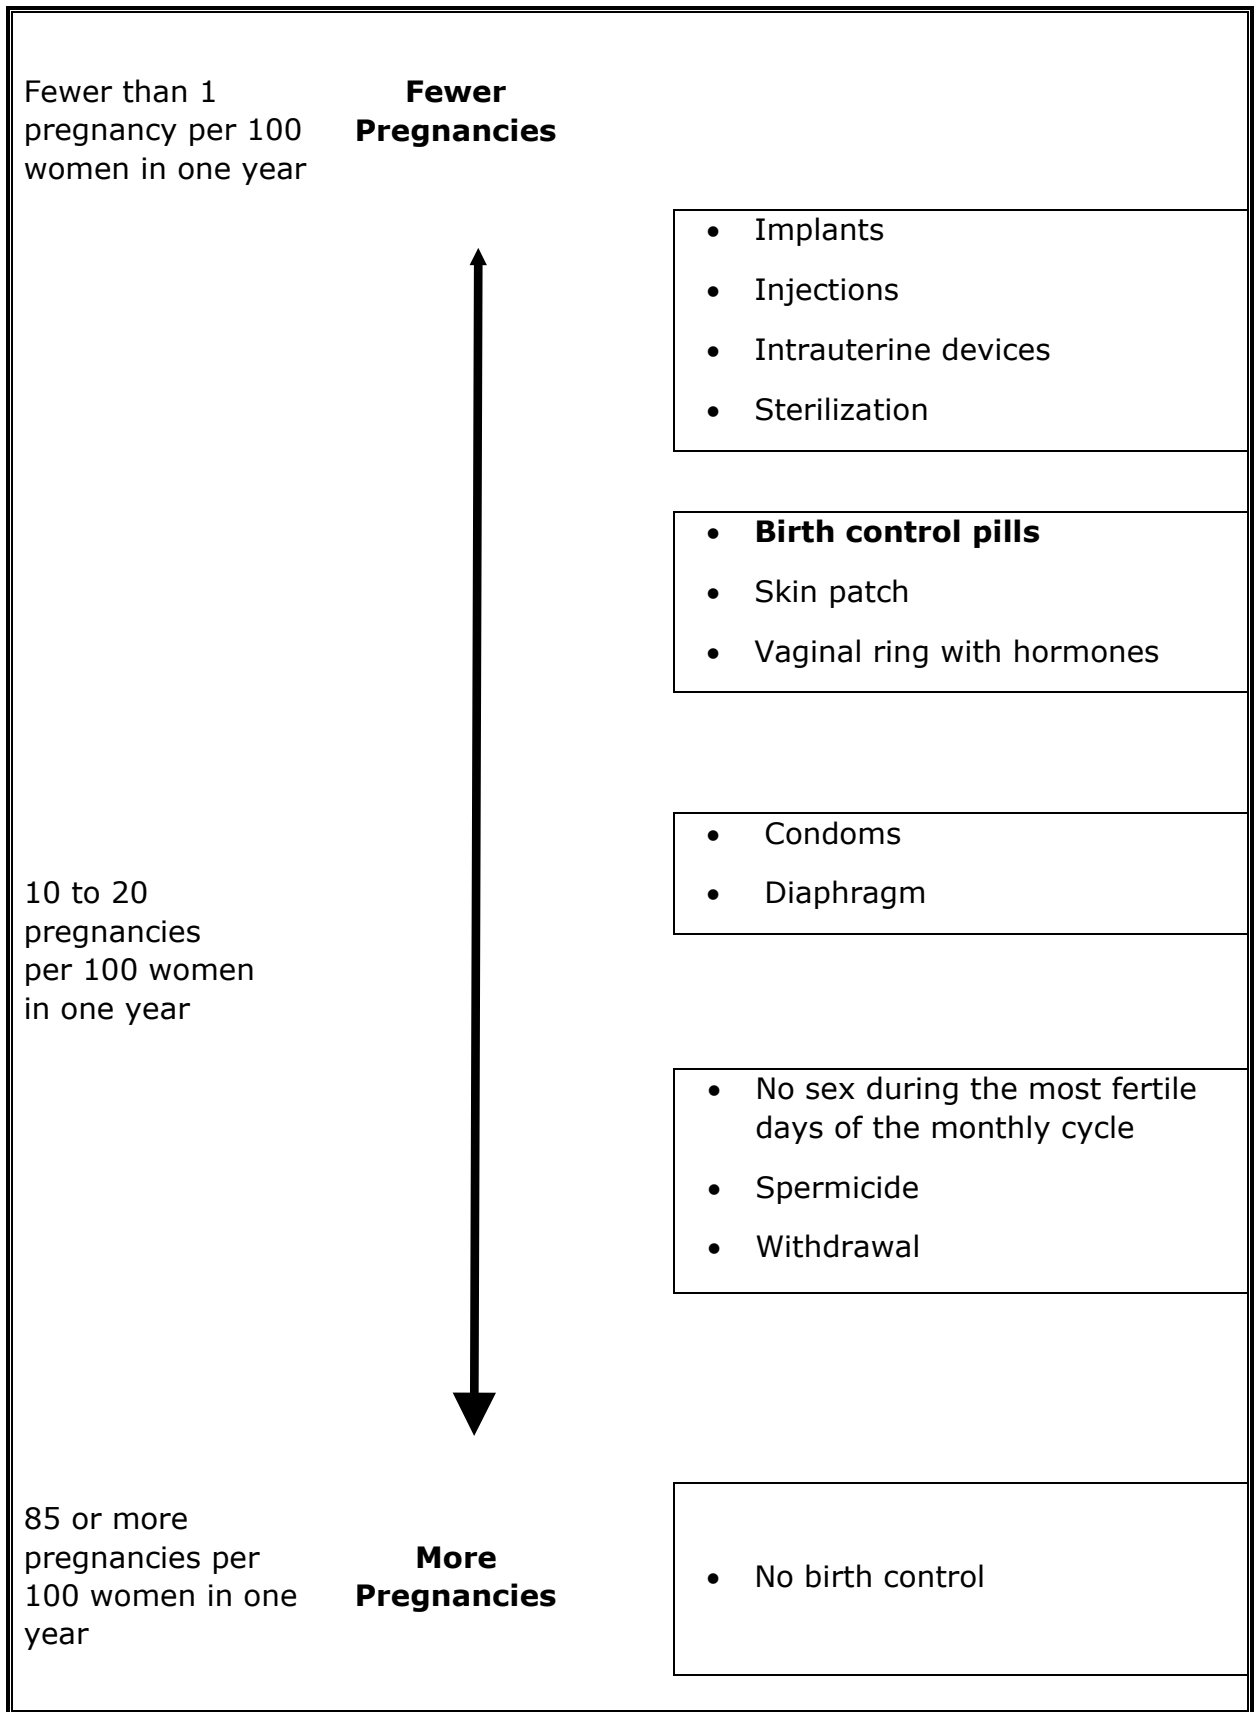 Fewer than 1
pregnancy per 100
women in one year
Fewer
Pregnancies
• Implants
• Injections
• Intrauterine devices
• Sterilization
• Birth control pills
• Skin patch
• Vaginal ring with hormones
• Condoms
• Diaphragm
10 to 20
pregnancies
per 100 women
in one year
• No sex during the most fertile
days of the monthly cycle
• Spermicide
• Withdrawal
85 or more
pregnancies per
100 women in one
year
More
Pregnancies
• No birth control